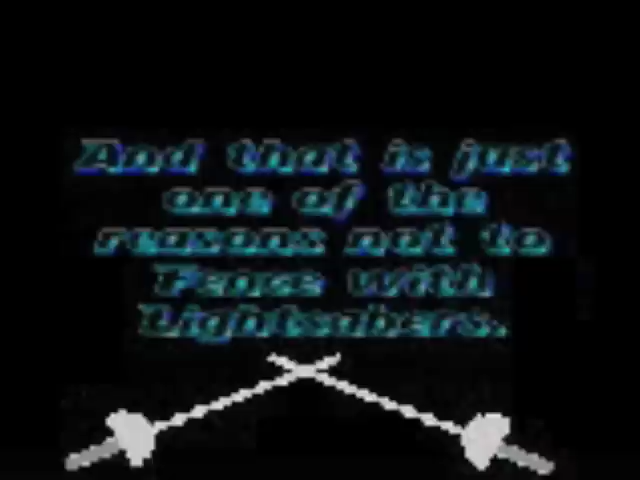 And that is just
one of the
reasons not to
Fence with
Lightsabers.